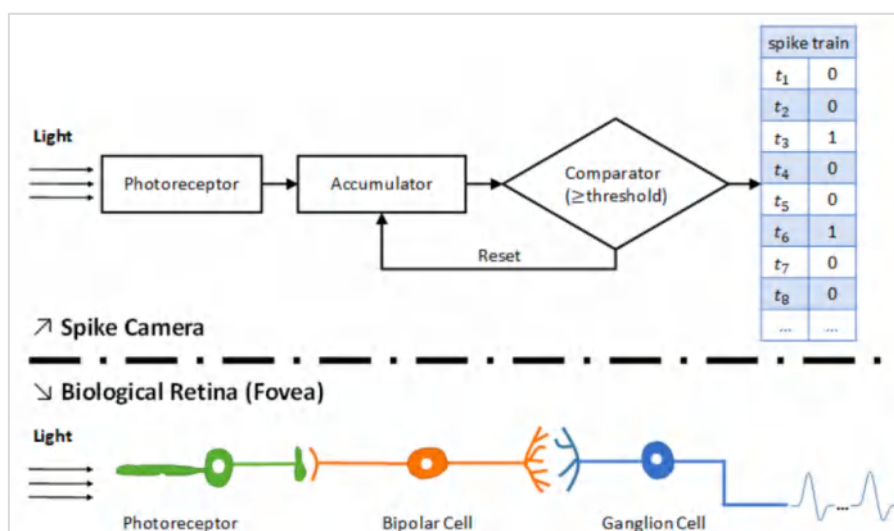 spike train
t₁ 0
t₂ 0
t₃ 1
t₄ 0
t₅ 0
t₆ 1
t₇ 0
t₈ 0
... ...
Light
Photoreceptor
Accumulator
Comparator
(≥threshold)
Reset
↗ Spike Camera
↘ Biological Retina (Fovea)
Light
...
Photoreceptor
Bipolar Cell
Ganglion Cell